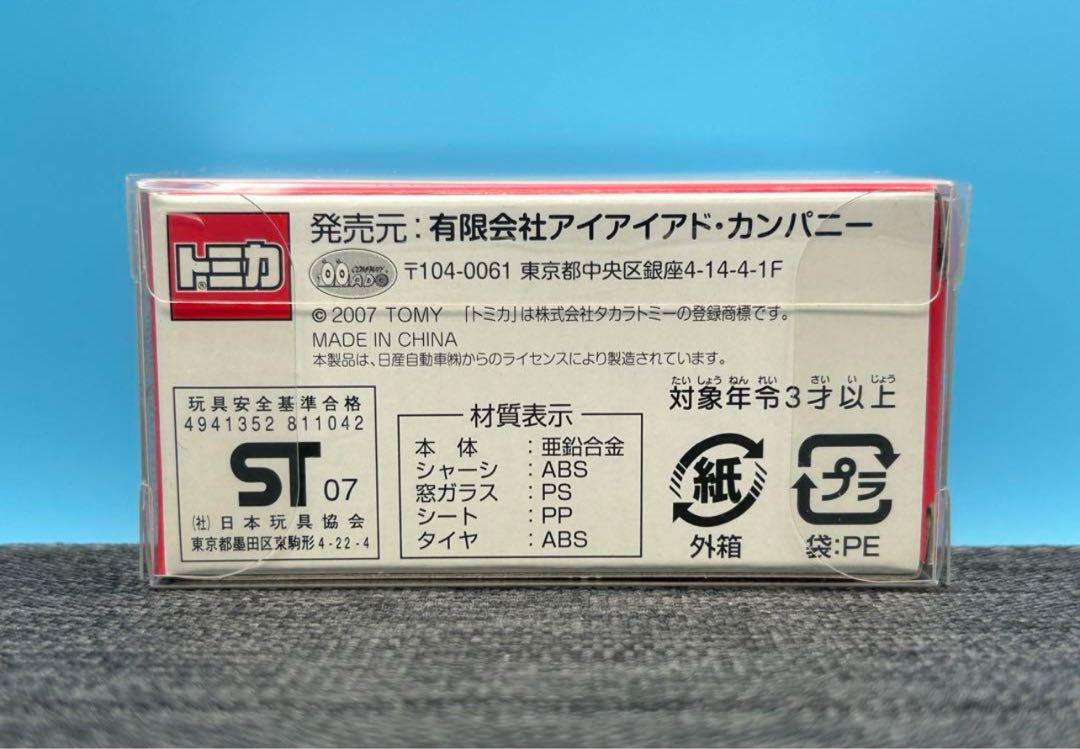 トミカ®
発売元：有限会社アイアイアド・カンパニー
COMPANY
ADO
〒104-0061 東京都中央区銀座4-14-4-1F
© 2007 TOMY 「トミカ」は株式会社タカラトミーの登録商標です。
MADE IN CHINA
本製品は、日産自動車㈱からのライセンスにより製造されています。
たいしょうねんれい さいいじょう
対象年令3才以上
玩具安全基準合格
4941352 811042
ST 07
(社)日本玩具協会
東京都墨田区東駒形4-22-4
材質表示
本体：亜鉛合金
シャーシ：ABS
窓ガラス：PS
シート：PP
タイヤ：ABS
紙
外箱
プラ
袋:PE